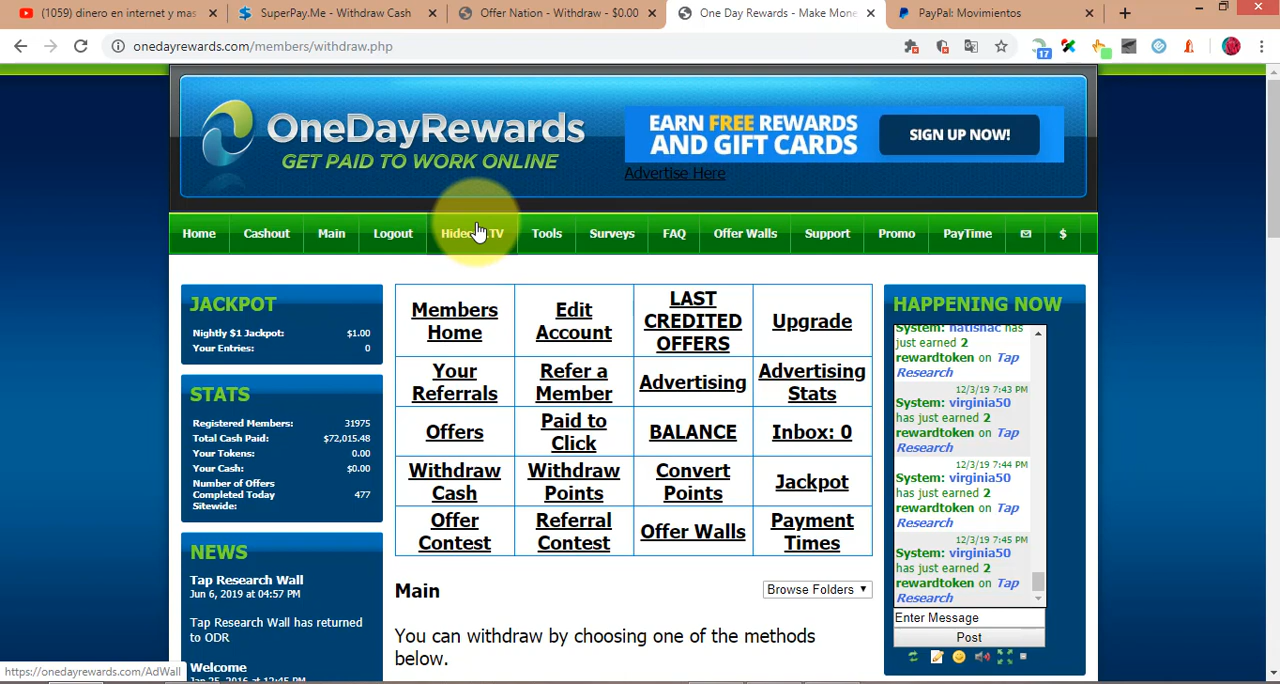 (1059) dinero en internet y mas
SuperPay.Me - Withdraw Cash
Offer Nation - Withdraw - $0.00
One Day Rewards - Make Mone
PayPal: Movimientos
onedayrewards.com/members/withdraw.php
17
OneDayRewards
GET PAID TO WORK ONLINE
EARN FREE REWARDS
AND GIFT CARDS
SIGN UP NOW!
Advertise Here
Home Cashout Main Logout Tools Surveys FAQ Offer Walls Support Promo PayTime $
JACKPOT
Nightly $1 Jackpot: $1.00
Your Entries: 0
STATS
Registered Members: 31975
Total Cash Paid: $72,015.48
Your Tokens: 0.00
Your Cash: $0.00
Number of Offers
Completed Today 477
Sitewide:
NEWS
Tap Research Wall
Jun 6, 2019 at 04:57 PM
Tap Research Wall has returned
to ODR
Welcome
Jan 25, 2016 at 12:45 PM
Members Home
Edit Account
LAST CREDITED OFFERS
Upgrade
Your Referrals
Refer a Member
Advertising
Advertising Stats
Offers
Paid to Click
BALANCE
Inbox: 0
Withdraw Cash
Withdraw Points
Convert Points
Jackpot
Offer Contest
Referral Contest
Offer Walls
Payment Times
Main
Browse Folders
You can withdraw by choosing one of the methods
below.
HAPPENING NOW
System: natishac has
just earned 2
rewardtoken on Tap
Research
12/3/19 7:43 PM
System: virginia50
has just earned 2
rewardtoken on Tap
Research
12/3/19 7:44 PM
System: virginia50
has just earned 2
rewardtoken on Tap
Research
12/3/19 7:45 PM
System: virginia50
has just earned 2
rewardtoken on Tap
Research
Enter Message
Post
https://onedayrewards.com/AdWall